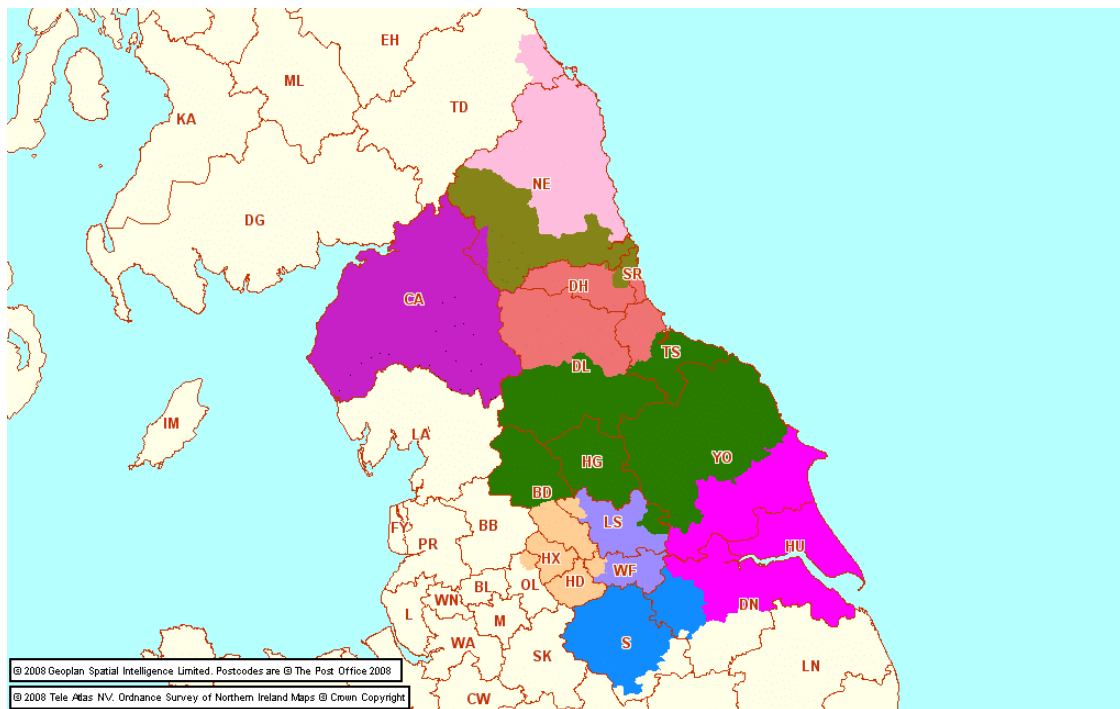 EH
ML
TD
KA
NE
DG
SR
DH
CA
TS
DL
IM
LA
YO
HG
BD
LS
BB
FY
PR
HU
HX
WF
HD
OL
BL
WN
DN
L
M
WA
S
SK
LN
CW
© 2008 Geoplan Spatial Intelligence Limited. Postcodes are © The Post Office 2008
© 2008 Tele Atlas NV. Ordnance Survey of Northern Ireland Maps © Crown Copyright